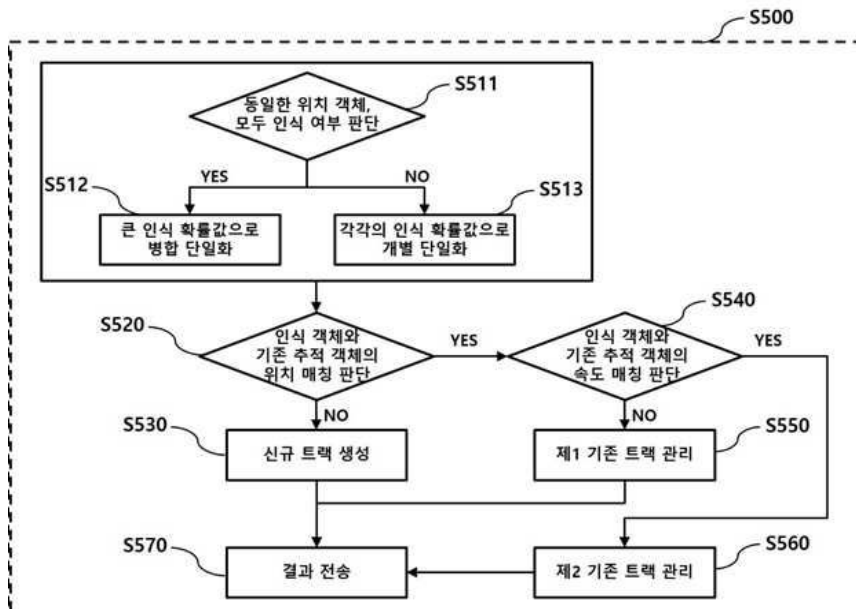 S500
동일한 위치 객체,
모두 인식 여부 판단
S511
YES
NO
S512
S513
큰 인식 확률값으로
병합 단일화
각각의 인식 확률값으로
개별 단일화
S520
인식 객체와
기존 추적 객체의
위치 매칭 판단
YES
S540
인식 객체와
기존 추적 객체의
속도 매칭 판단
YES
NO
NO
S530
신규 트랙 생성
제1 기존 트랙 관리
S550
S570
결과 전송
제2 기존 트랙 관리
S560